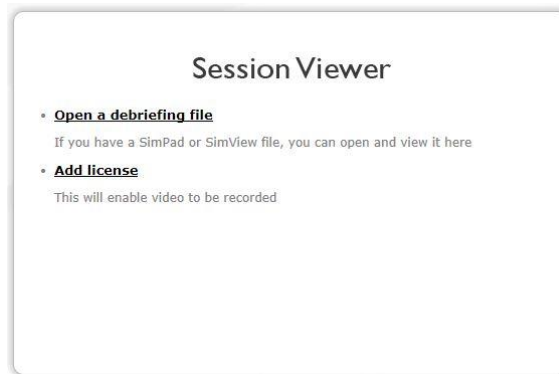 Session Viewer
• Open a debriefing file
If you have a SimPad or SimView file, you can open and view it here
• Add license
This will enable video to be recorded